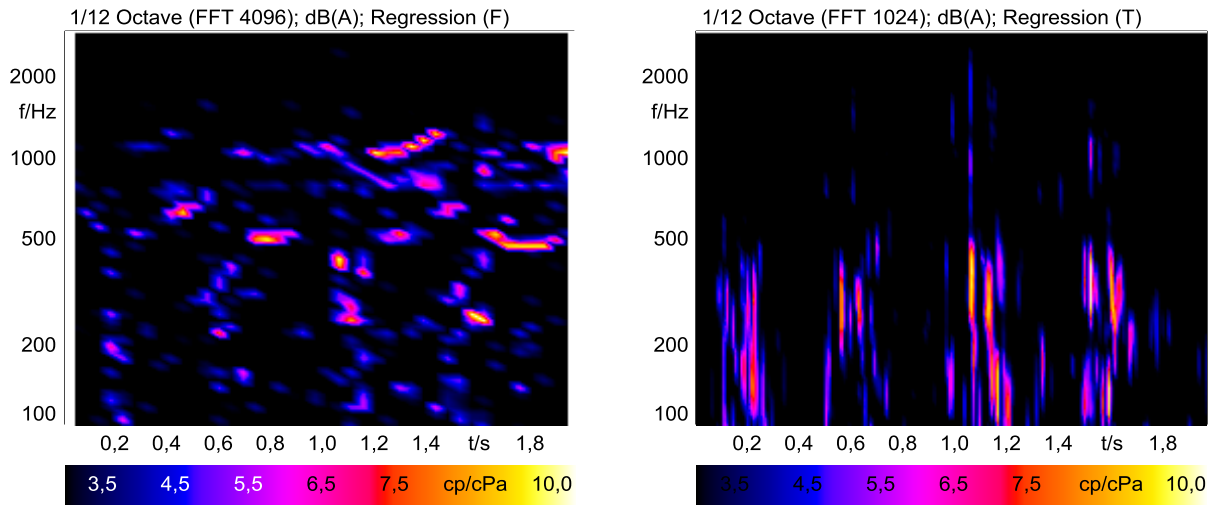 1/12 Octave (FFT 4096); dB(A); Regression (F)
2000
f/Hz
1000
500
200
100
0,2 0,4 0,6 0,8 1,0 1,2 1,4 t/s 1,8
3,5 4,5 5,5 6,5 7,5 cp/cPa 10,0
1/12 Octave (FFT 1024); dB(A); Regression (T)
2000
f/Hz
1000
500
200
100
0,2 0,4 0,6 0,8 1,0 1,2 1,4 t/s 1,8
3,5 4,5 5,5 6,5 7,5 cp/cPa 10,0